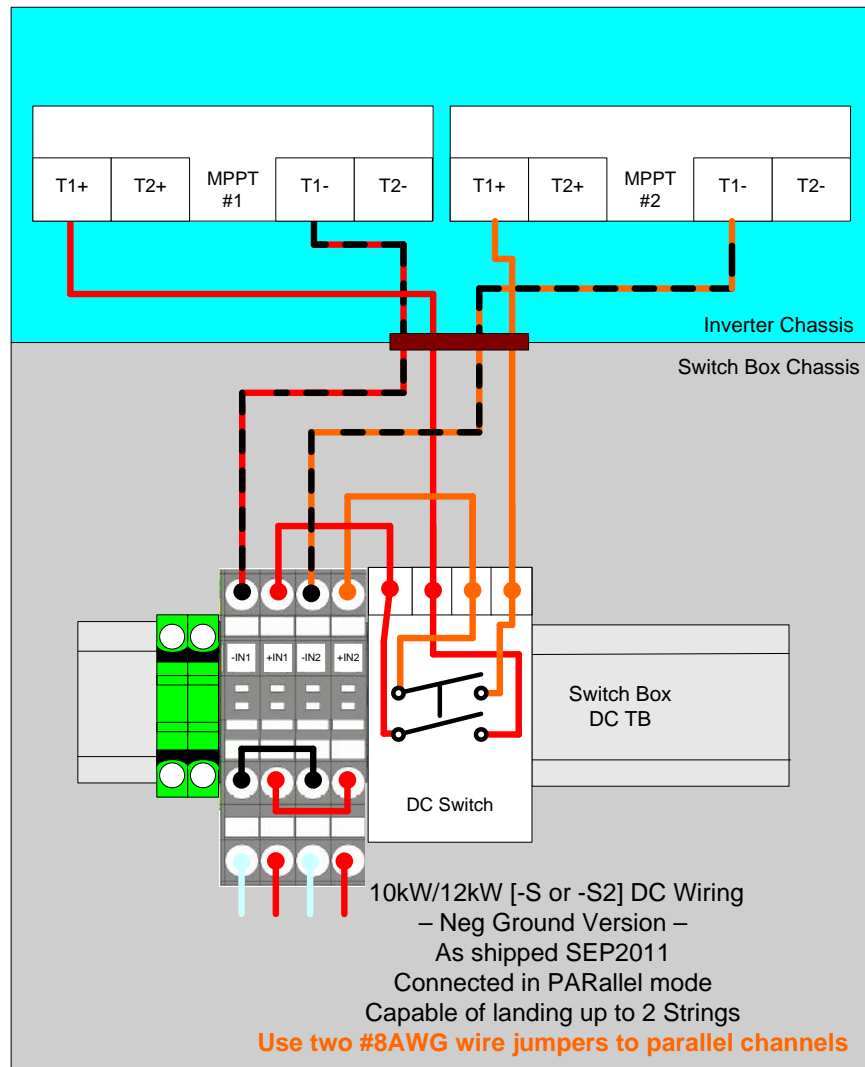 T1+ T2+ MPPT #1 T1- T2-
T1+ T2+ MPPT #2 T1- T2-
Inverter Chassis
Switch Box Chassis
-IN1 +IN1 -IN2 +IN2
Switch Box
DC TB
DC Switch
10kW/12kW [-S or -S2] DC Wiring
– Neg Ground Version –
As shipped SEP2011
Connected in PARallel mode
Capable of landing up to 2 Strings
Use two #8AWG wire jumpers to parallel channels